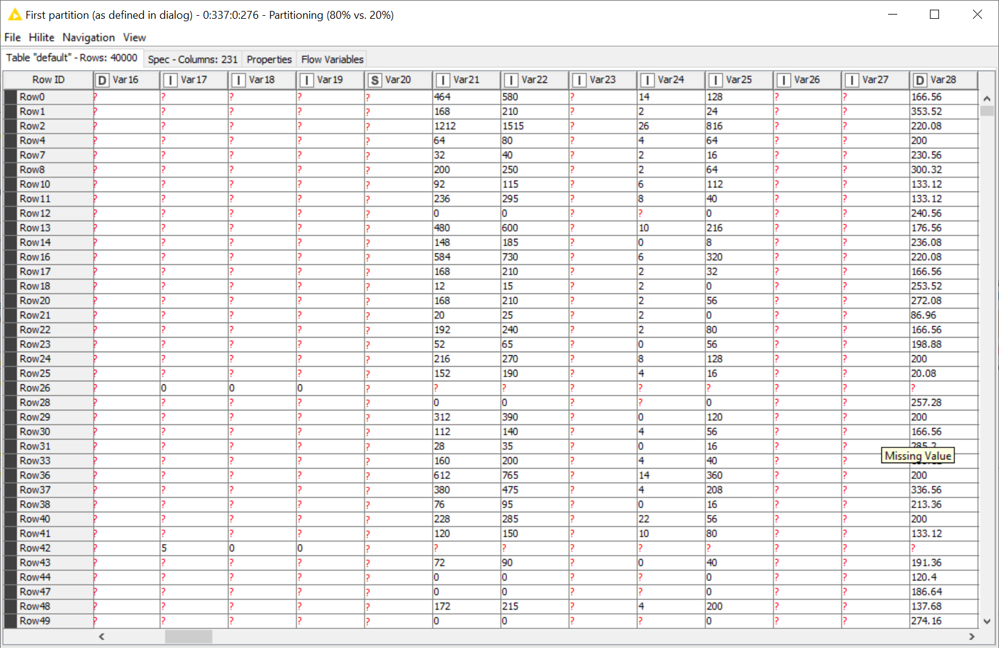 First partition (as defined in dialog) - 0:337:0:276 - Partitioning (80% vs. 20%)
File Hilite Navigation View
Table "default" - Rows: 40000 Spec - Columns: 231 Properties Flow Variables
Row ID D Var16 I Var17 I Var18 I Var19 S Var20 I Var21 I Var22 I Var23 I Var24 I Var25 I Var26 I Var27 D Var28
Row0 ? ? ? ? ? 464 580 ? 14 128 ? ? 166.56
Row1 ? ? ? ? ? 168 210 ? 2 24 ? ? 353.52
Row2 ? ? ? ? ? 1212 1515 ? 26 816 ? ? 220.08
Row4 ? ? ? ? ? 64 80 ? 4 64 ? ? 200
Row7 ? ? ? ? ? 32 40 ? 2 16 ? ? 230.56
Row8 ? ? ? ? ? 200 250 ? 2 64 ? ? 300.32
Row10 ? ? ? ? ? 92 115 ? 6 112 ? ? 133.12
Row11 ? ? ? ? ? 236 295 ? 8 40 ? ? 133.12
Row12 ? ? ? ? ? 0 0 ? ? 0 ? ? 240.56
Row13 ? ? ? ? ? 480 600 ? 10 216 ? ? 176.56
Row14 ? ? ? ? ? 148 185 ? 0 8 ? ? 236.08
Row16 ? ? ? ? ? 584 730 ? 6 320 ? ? 220.08
Row17 ? ? ? ? ? 168 210 ? 2 32 ? ? 166.56
Row18 ? ? ? ? ? 12 15 ? 2 0 ? ? 253.52
Row20 ? ? ? ? ? 168 210 ? 2 56 ? ? 272.08
Row21 ? ? ? ? ? 20 25 ? 2 0 ? ? 86.96
Row22 ? ? ? ? ? 192 240 ? 2 80 ? ? 166.56
Row23 ? ? ? ? ? 52 65 ? 0 56 ? ? 198.88
Row24 ? ? ? ? ? 216 270 ? 8 128 ? ? 200
Row25 ? ? ? ? ? 152 190 ? 4 16 ? ? 20.08
Row26 ? 0 0 0 ? ? ? ? ? ? ? ? ?
Row28 ? ? ? ? ? 0 0 ? ? 0 ? ? 257.28
Row29 ? ? ? ? ? 312 390 ? 0 120 ? ? 200
Row30 ? ? ? ? ? 112 140 ? 4 56 ? ? 166.56
Row31 ? ? ? ? ? 28 35 ? 0 16 ? ? 285.2
Missing Value
Row33 ? ? ? ? ? 160 200 ? 4 40 ? ?
Row36 ? ? ? ? ? 612 765 ? 14 360 ? ? 200
Row37 ? ? ? ? ? 380 475 ? 4 208 ? ? 336.56
Row38 ? ? ? ? ? 76 95 ? 0 16 ? ? 213.36
Row40 ? ? ? ? ? 228 285 ? 22 56 ? ? 200
Row41 ? ? ? ? ? 120 150 ? 10 80 ? ? 133.12
Row42 ? 5 0 0 ? ? ? ? ? ? ? ? ?
Row43 ? ? ? ? ? 72 90 ? 0 40 ? ? 191.36
Row44 ? ? ? ? ? 0 0 ? ? 0 ? ? 120.4
Row47 ? ? ? ? ? 0 0 ? ? 0 ? ? 186.64
Row48 ? ? ? ? ? 172 215 ? 4 200 ? ? 137.68
Row49 ? ? ? ? ? 0 0 ? ? 0 ? ? 274.16